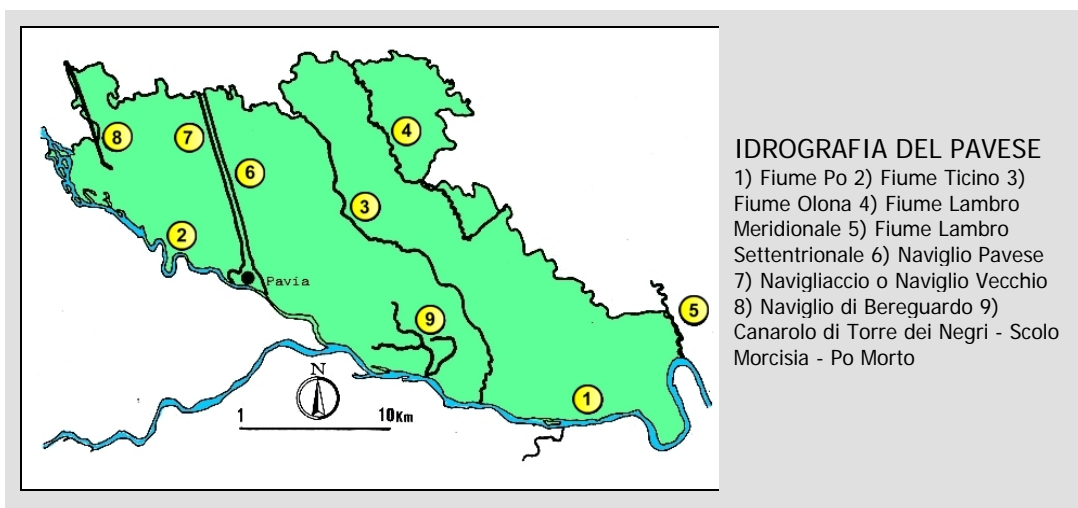 8
7
4
6
3
2
Pavia
9
5
N
1
1 10Km
IDROGRAFIA DEL PAVESE
1) Fiume Po 2) Fiume Ticino 3)
Fiume Olona 4) Fiume Lambro
Meridionale 5) Fiume Lambro
Settentrionale 6) Naviglio Pavese
7) Navigliaccio o Naviglio Vecchio
8) Naviglio di Bereguardo 9)
Canarolo di Torre dei Negri - Scolo
Morcisia - Po Morto